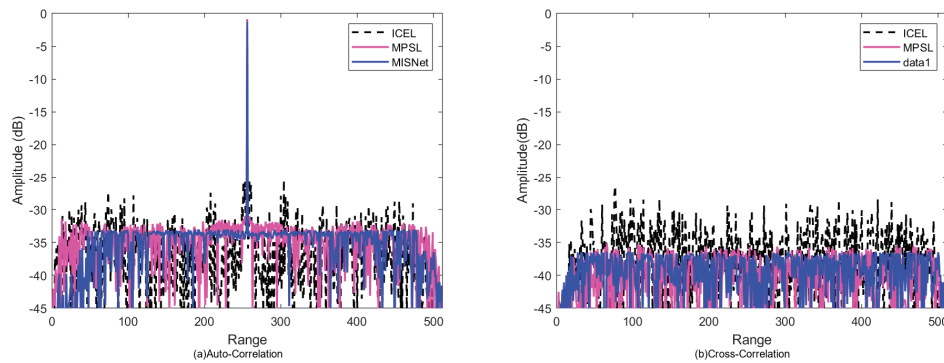 0
-5
-10
-15
-20
-25
-30
-35
-40
-45
Amplitude (dB)
ICEL
MPSL
MISNet
0 100 200 300 400 500
Range
(a)Auto-Correlation
0
-5
-10
-15
-20
-25
-30
-35
-40
-45
Amplitude(dB)
ICEL
MPSL
data1
0 100 200 300 400 500
Range
(b)Cross-Correlation